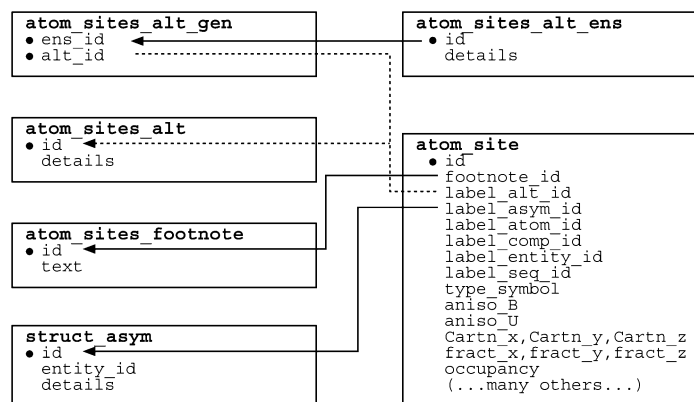 atom_sites_alt_gen
● ens_id
● alt_id
atom_sites_alt_ens
● id
details
atom_sites_alt
● id
details
atom_sites_footnote
● id
text
struct_asym
● id
entity_id
details
atom_site
● id
footnote_id
label_alt_id
label_asym_id
label_atom_id
label_comp_id
label_entity_id
label_seq_id
type_symbol
aniso_B
aniso_U
Cartn_x,Cartn_y,Cartn_z
fract_x,fract_y,fract_z
occupancy
(...many others...)